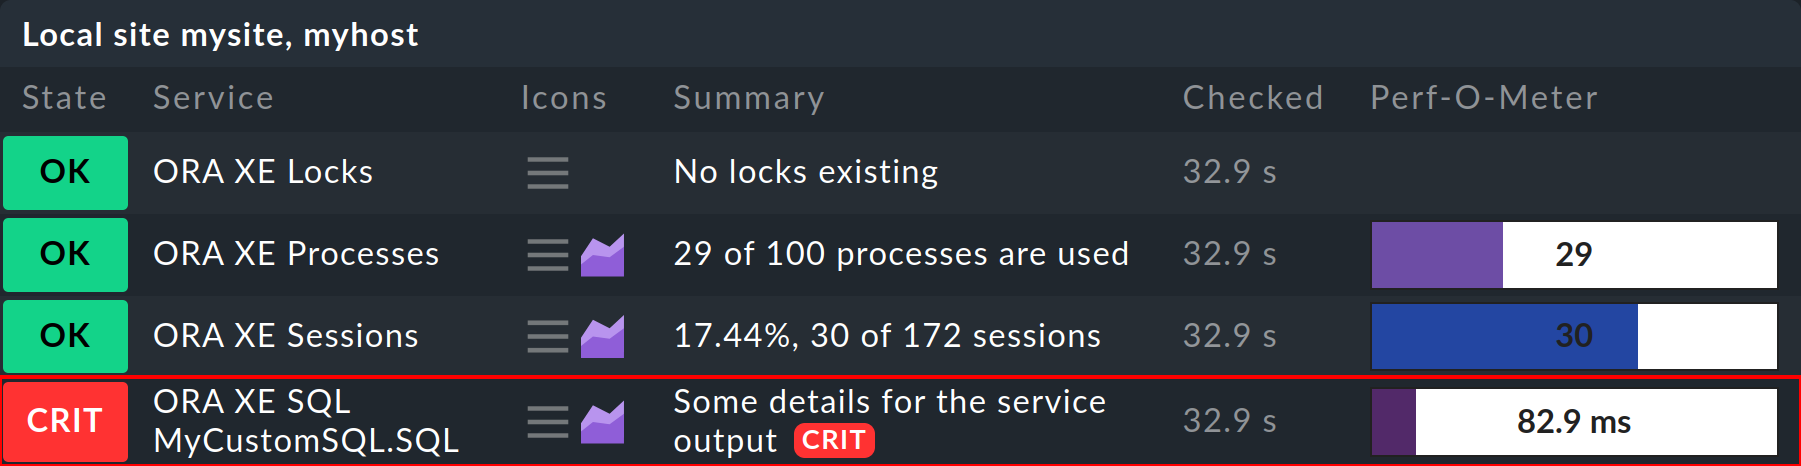 Local site mysite, myhost
State Service Icons Summary Checked Perf-O-Meter
OK ORA XE Locks No locks existing 32.9 s
OK ORA XE Processes 29 of 100 processes are used 32.9 s 29
OK ORA XE Sessions 17.44%, 30 of 172 sessions 32.9 s 30
CRIT ORA XE SQL Some details for the service 32.9 s 82.9 ms
MyCustomSQL.SQL output CRIT